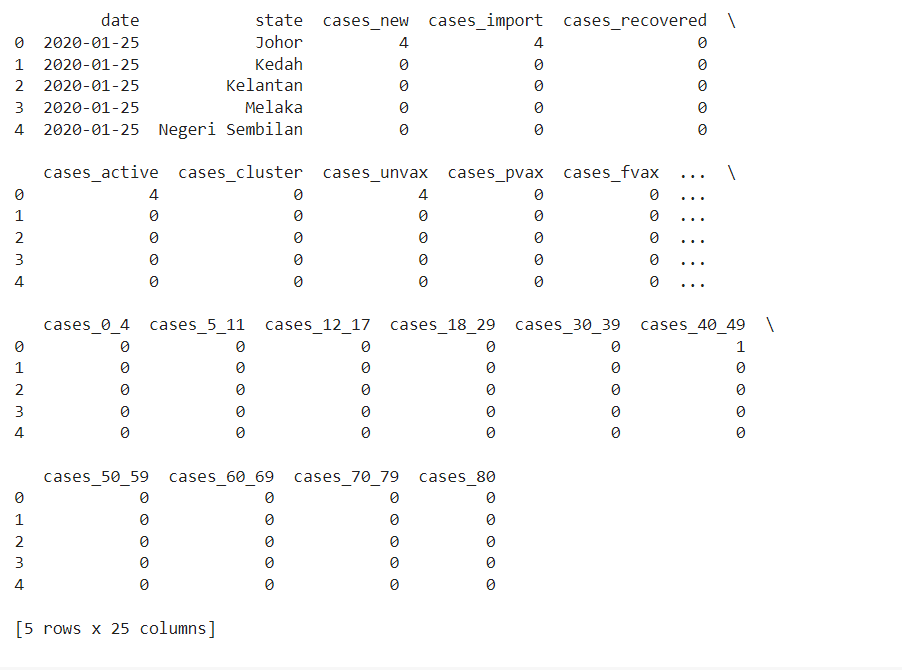 date state cases_new cases_import cases_recovered \
0 2020-01-25 Johor 4 4 0
1 2020-01-25 Kedah 0 0 0
2 2020-01-25 Kelantan 0 0 0
3 2020-01-25 Melaka 0 0 0
4 2020-01-25 Negeri Sembilan 0 0 0
cases_active cases_cluster cases_unvax cases_pvax cases_fvax ... \
0 4 0 4 0 0 ...
1 0 0 0 0 0 ...
2 0 0 0 0 0 ...
3 0 0 0 0 0 ...
4 0 0 0 0 0 ...
cases_0_4 cases_5_11 cases_12_17 cases_18_29 cases_30_39 cases_40_49 \
0 0 0 0 0 0 1
1 0 0 0 0 0 0
2 0 0 0 0 0 0
3 0 0 0 0 0 0
4 0 0 0 0 0 0
cases_50_59 cases_60_69 cases_70_79 cases_80
0 0 0 0 0
1 0 0 0 0
2 0 0 0 0
3 0 0 0 0
4 0 0 0 0
[5 rows x 25 columns]